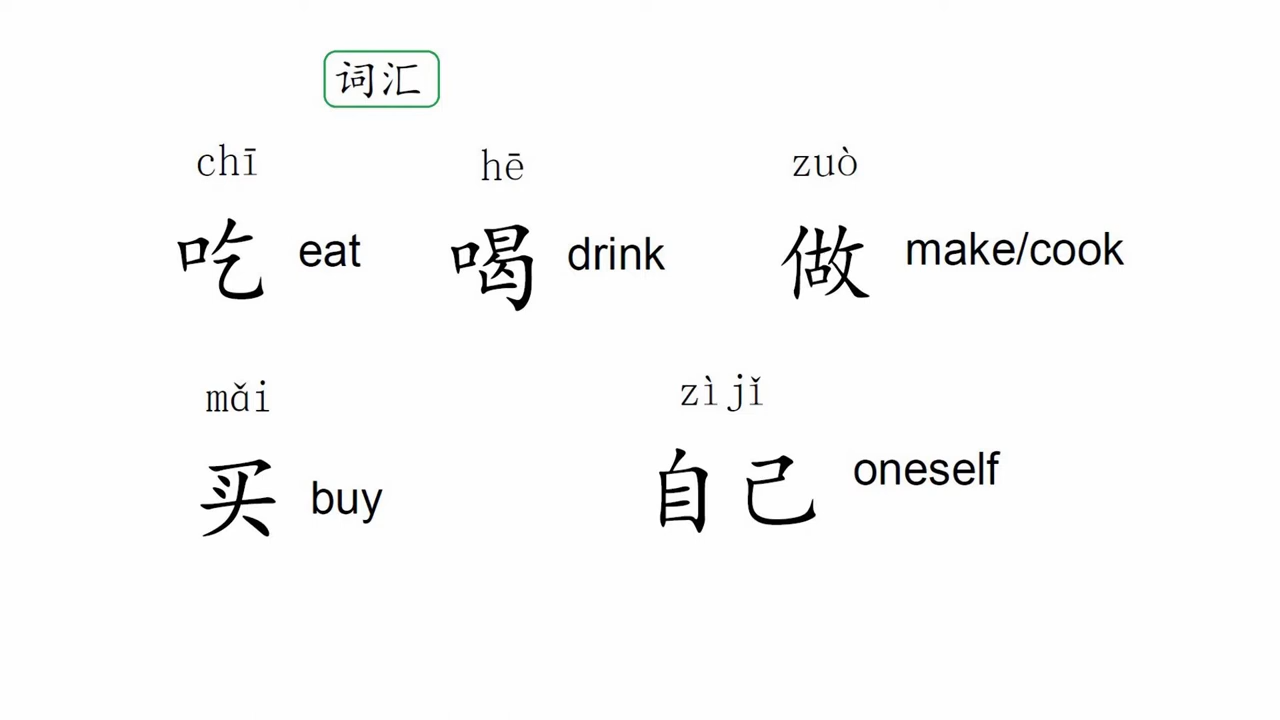 词汇
chī hē zuò
吃 eat 喝 drink 做 make/cook
mǎi zìjǐ
买 buy 自己 oneself